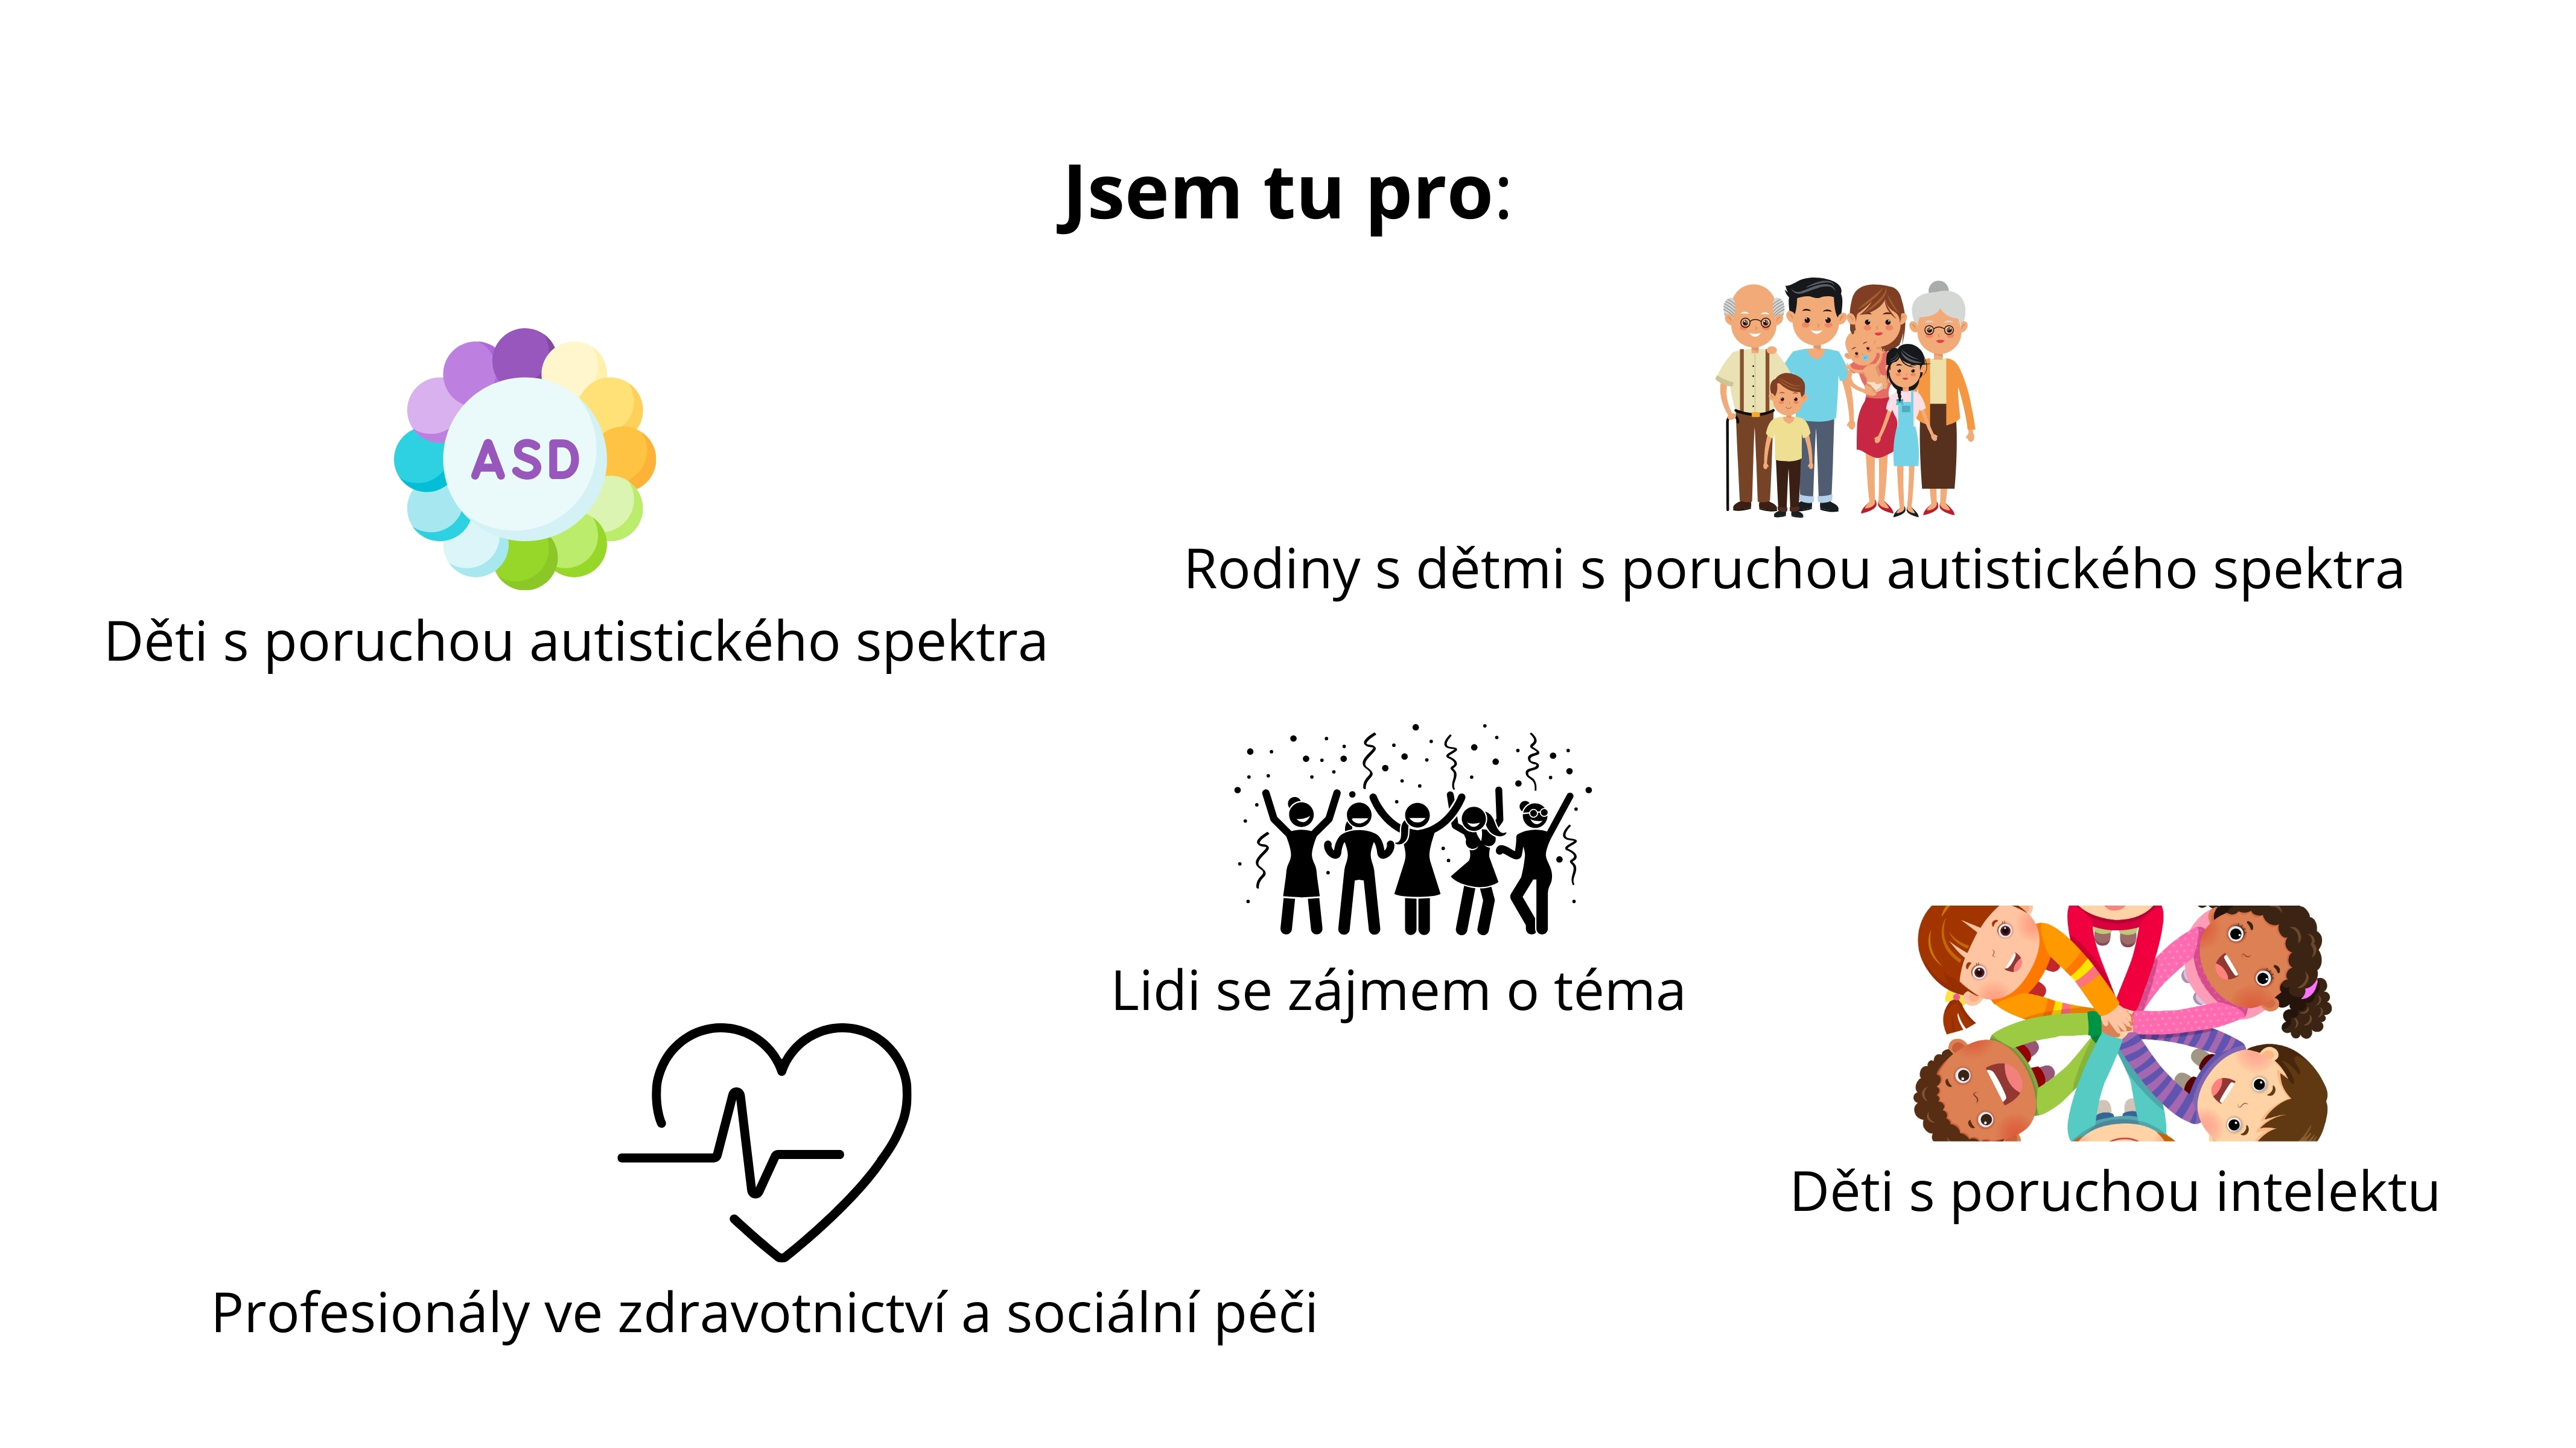 Jsem tu pro:
ASD
Děti s poruchou autistického spektra
Rodiny s dětmi s poruchou autistického spektra
Lidi se zájmem o téma
Děti s poruchou intelektu
Profesionály ve zdravotnictví a sociální péči